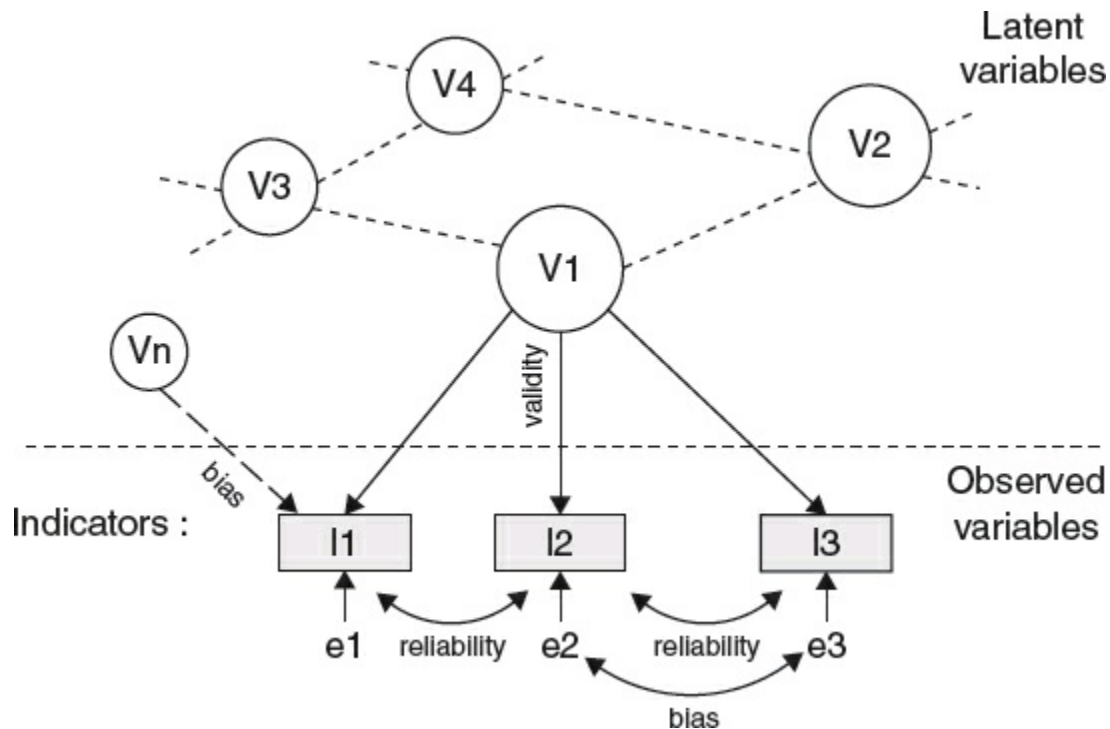 Latent
variables
V4
V2
V3
V1
Vn
validity
bias
Observed
variables
Indicators :
I1
I2
I3
e1
reliability
e2
reliability
e3
bias